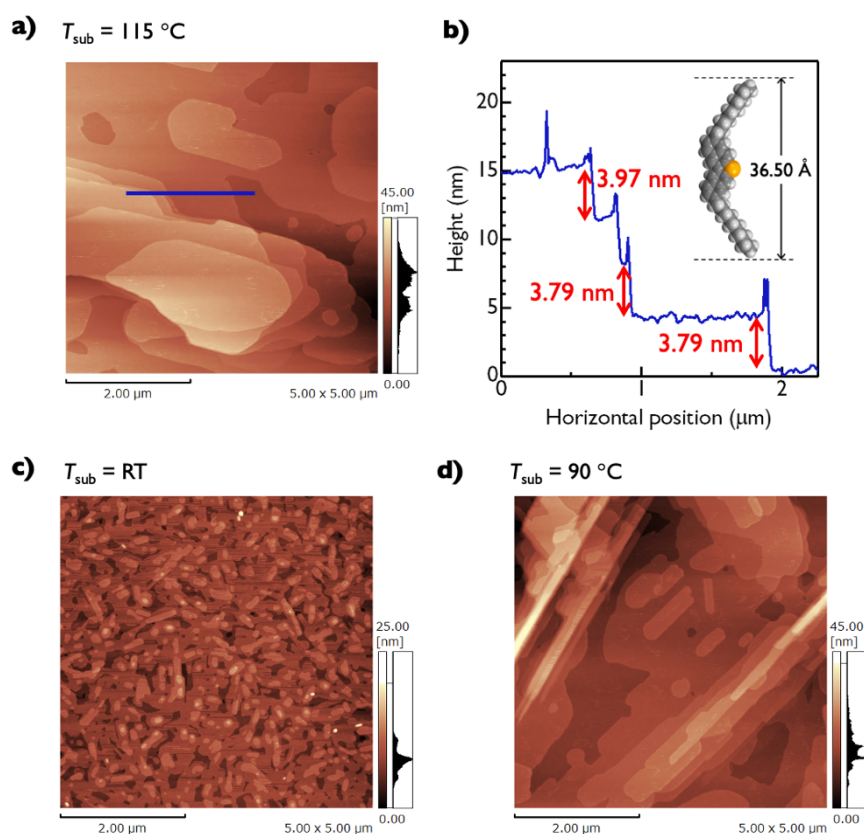 a) Tsub = 115 °C
45.00
[nm]
0.00
2.00 µm
5.00 x 5.00 µm
b)
Height (nm)
20
15
10
5
0
0
1
2
Horizontal position (µm)
3.97 nm
3.79 nm
3.79 nm
36.50 Å
c) Tsub = RT
25.00
[nm]
0.00
2.00 µm
5.00 x 5.00 µm
d) Tsub = 90 °C
45.00
[nm]
0.00
2.00 µm
5.00 x 5.00 µm